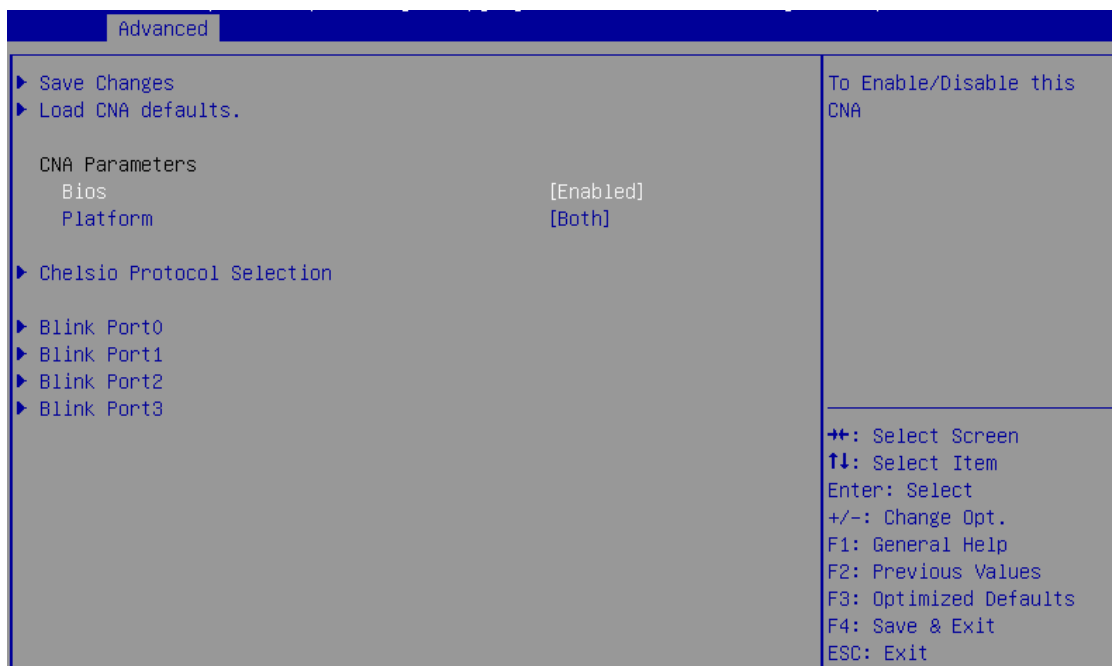 Advanced
Save Changes
Load CNA defaults.
CNA Parameters
Bios [Enabled]
Platform [Both]
Chelsio Protocol Selection
Blink Port0
Blink Port1
Blink Port2
Blink Port3
To Enable/Disable this
CNA
→←: Select Screen
↑↓: Select Item
Enter: Select
+/-: Change Opt.
F1: General Help
F2: Previous Values
F3: Optimized Defaults
F4: Save & Exit
ESC: Exit